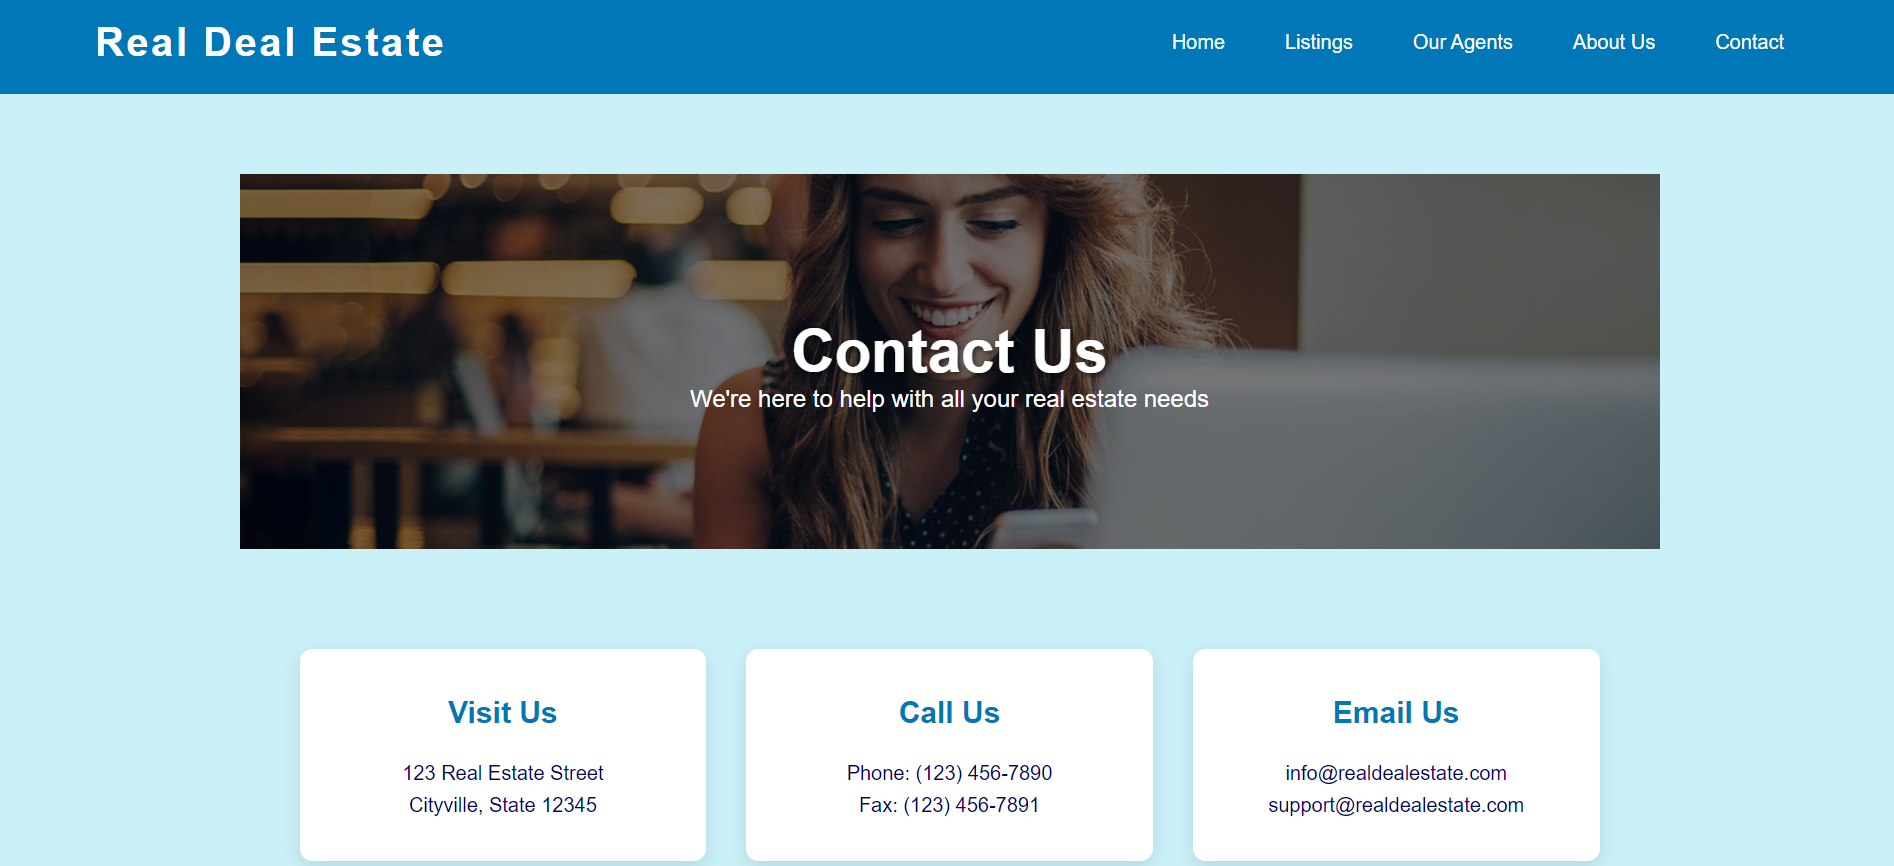 Real Deal Estate
Home Listings Our Agents About Us Contact
Contact Us
We're here to help with all your real estate needs
Visit Us
123 Real Estate Street
Cityville, State 12345
Call Us
Phone: (123) 456-7890
Fax: (123) 456-7891
Email Us
info@realdealestate.com
support@realdealestate.com